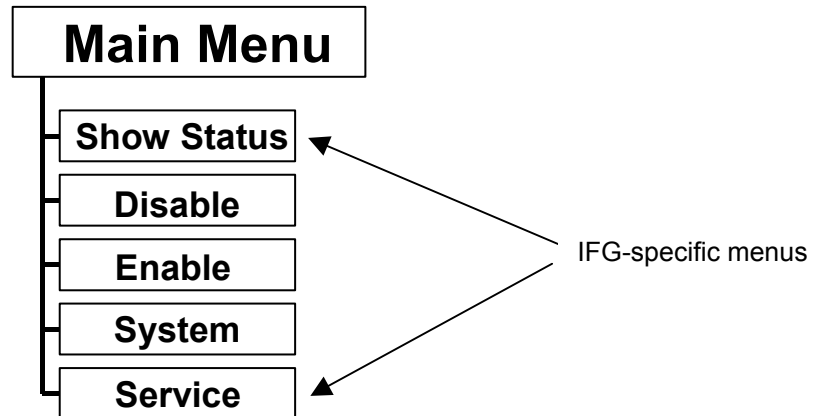 Main Menu
Show Status
Disable
Enable
System
Service
IFG-specific menus